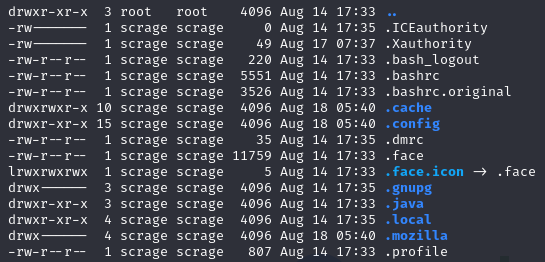 drwxr-xr-x  3 root   root    4096 Aug 14 17:33 ..
-rw-------  1 scrage scrage     0 Aug 14 17:35 .ICEauthority
-rw-------  1 scrage scrage    49 Aug 17 07:37 .Xauthority
-rw-r--r--  1 scrage scrage   220 Aug 14 17:33 .bash_logout
-rw-r--r--  1 scrage scrage  5551 Aug 14 17:33 .bashrc
-rw-r--r--  1 scrage scrage  3526 Aug 14 17:33 .bashrc.original
drwxrwxr-x 10 scrage scrage  4096 Aug 18 05:40 .cache
drwxr-xr-x 15 scrage scrage  4096 Aug 18 05:40 .config
-rw-r--r--  1 scrage scrage    35 Aug 14 17:35 .dmrc
-rw-r--r--  1 scrage scrage 11759 Aug 14 17:33 .face
lrwxrwxrwx  1 scrage scrage     5 Aug 14 17:33 .face.icon -> .face
drwx------  3 scrage scrage  4096 Aug 14 17:35 .gnupg
drwxr-xr-x  3 scrage scrage  4096 Aug 14 17:33 .java
drwxr-xr-x  4 scrage scrage  4096 Aug 14 17:35 .local
drwx------  4 scrage scrage  4096 Aug 18 05:40 .mozilla
-rw-r--r--  1 scrage scrage   807 Aug 14 17:33 .profile